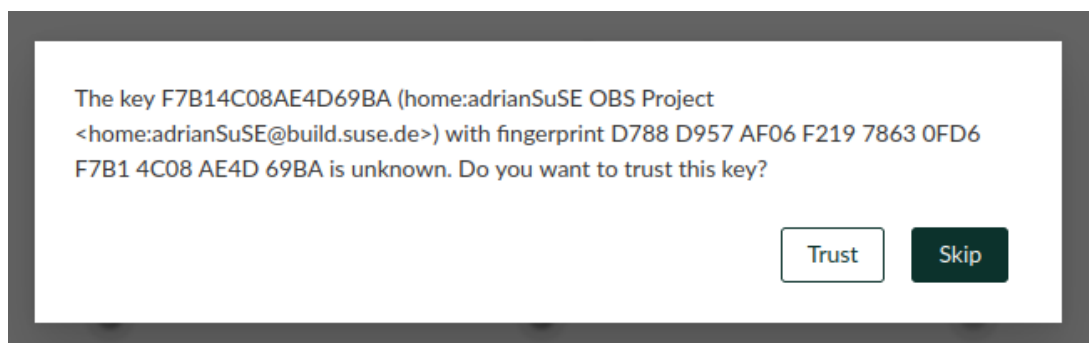 The key F7B14C08AE4D69BA (home:adrianSuSE OBS Project
<home:adrianSuSE@build.suse.de>) with fingerprint D788 D957 AF06 F219 7863 0FD6
F7B1 4C08 AE4D 69BA is unknown. Do you want to trust this key?
Trust
Skip